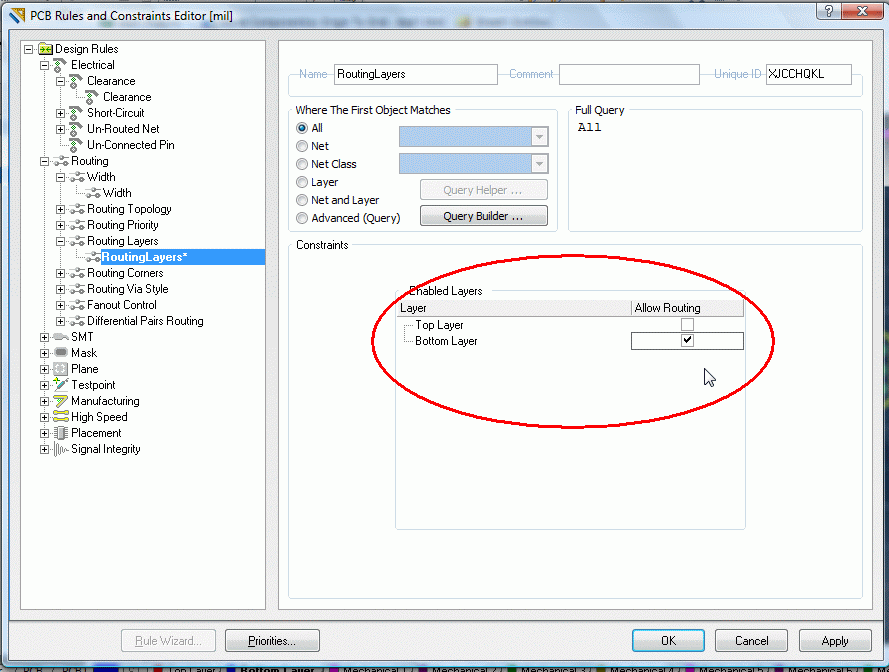 PCB Rules and Constraints Editor [mil]
Design Rules
Electrical
Clearance
Clearance
Short-Circuit
Un-Routed Net
Un-Connected Pin
Routing
Width
Width
Routing Topology
Routing Priority
Routing Layers
RoutingLayers*
Routing Corners
Routing Via Style
Fanout Control
Differential Pairs Routing
SMT
Mask
Plane
Testpoint
Manufacturing
High Speed
Placement
Signal Integrity
Name RoutingLayers Comment Unique ID XJCCHQKL
Where The First Object Matches
All
Net
Net Class
Layer
Net and Layer
Advanced (Query)
Query Helper ...
Query Builder ...
Full Query
All
Constraints
Enabled Layers
Layer Allow Routing
Top Layer
Bottom Layer
Rule Wizard... Priorities... OK Cancel Apply